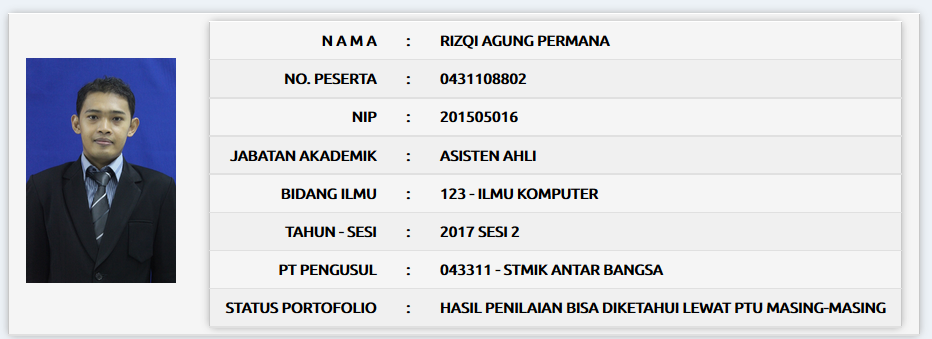 N A M A : RIZQI AGUNG PERMANA
NO. PESERTA : 0431108802
NIP : 201505016
JABATAN AKADEMIK : ASISTEN AHLI
BIDANG ILMU : 123 - ILMU KOMPUTER
TAHUN - SESI : 2017 SESI 2
PT PENGUSUL : 043311 - STMIK ANTAR BANGSA
STATUS PORTOFOLIO : HASIL PENILAIAN BISA DIKETAHUI LEWAT PTU MASING-MASING